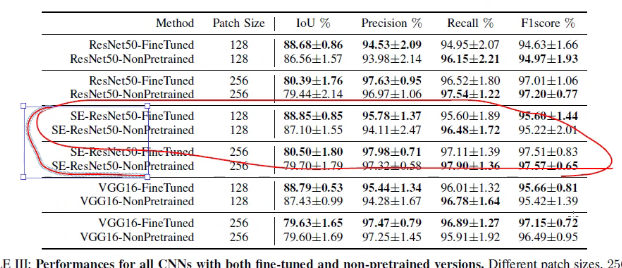 Method Patch Size IoU % Precision % Recall % F1score %
ResNet50-FineTuned 128 88.68±0.86 94.53±2.09 94.95±2.07 94.63±1.66
ResNet50-NonPretrained 128 86.56±1.57 93.98±2.14 96.15±2.21 94.97±1.93
ResNet50-FineTuned 256 80.39±1.76 97.63±0.95 96.52±1.80 97.01±1.06
ResNet50-NonPretrained 256 79.44±2.14 96.97±1.06 97.54±1.22 97.20±0.77
SE-ResNet50-FineTuned 128 88.85±0.85 95.78±1.37 95.60±1.89 95.60±1.44
SE-ResNet50-NonPretrained 128 87.10±1.55 94.11±2.47 96.48±1.72 95.22±2.01
SE-ResNet50-FineTuned 256 80.50±1.80 97.98±0.71 97.11±1.39 97.51±0.83
SE-ResNet50-NonPretrained 256 79.70±1.79 97.32±0.58 97.90±1.36 97.57±0.65
VGG16-FineTuned 128 88.79±0.53 95.44±1.34 96.01±1.32 95.66±0.81
VGG16-NonPretrained 128 87.43±0.99 94.28±1.67 96.78±1.64 95.42±1.39
VGG16-FineTuned 256 79.63±1.65 97.47±0.79 96.89±1.27 97.15±0.72
VGG16-NonPretrained 256 79.60±1.69 97.25±1.45 95.91±1.92 96.49±0.95
LE III: Performances for all CNNs with both fine-tuned and non-pretrained versions. Different patch sizes, 256